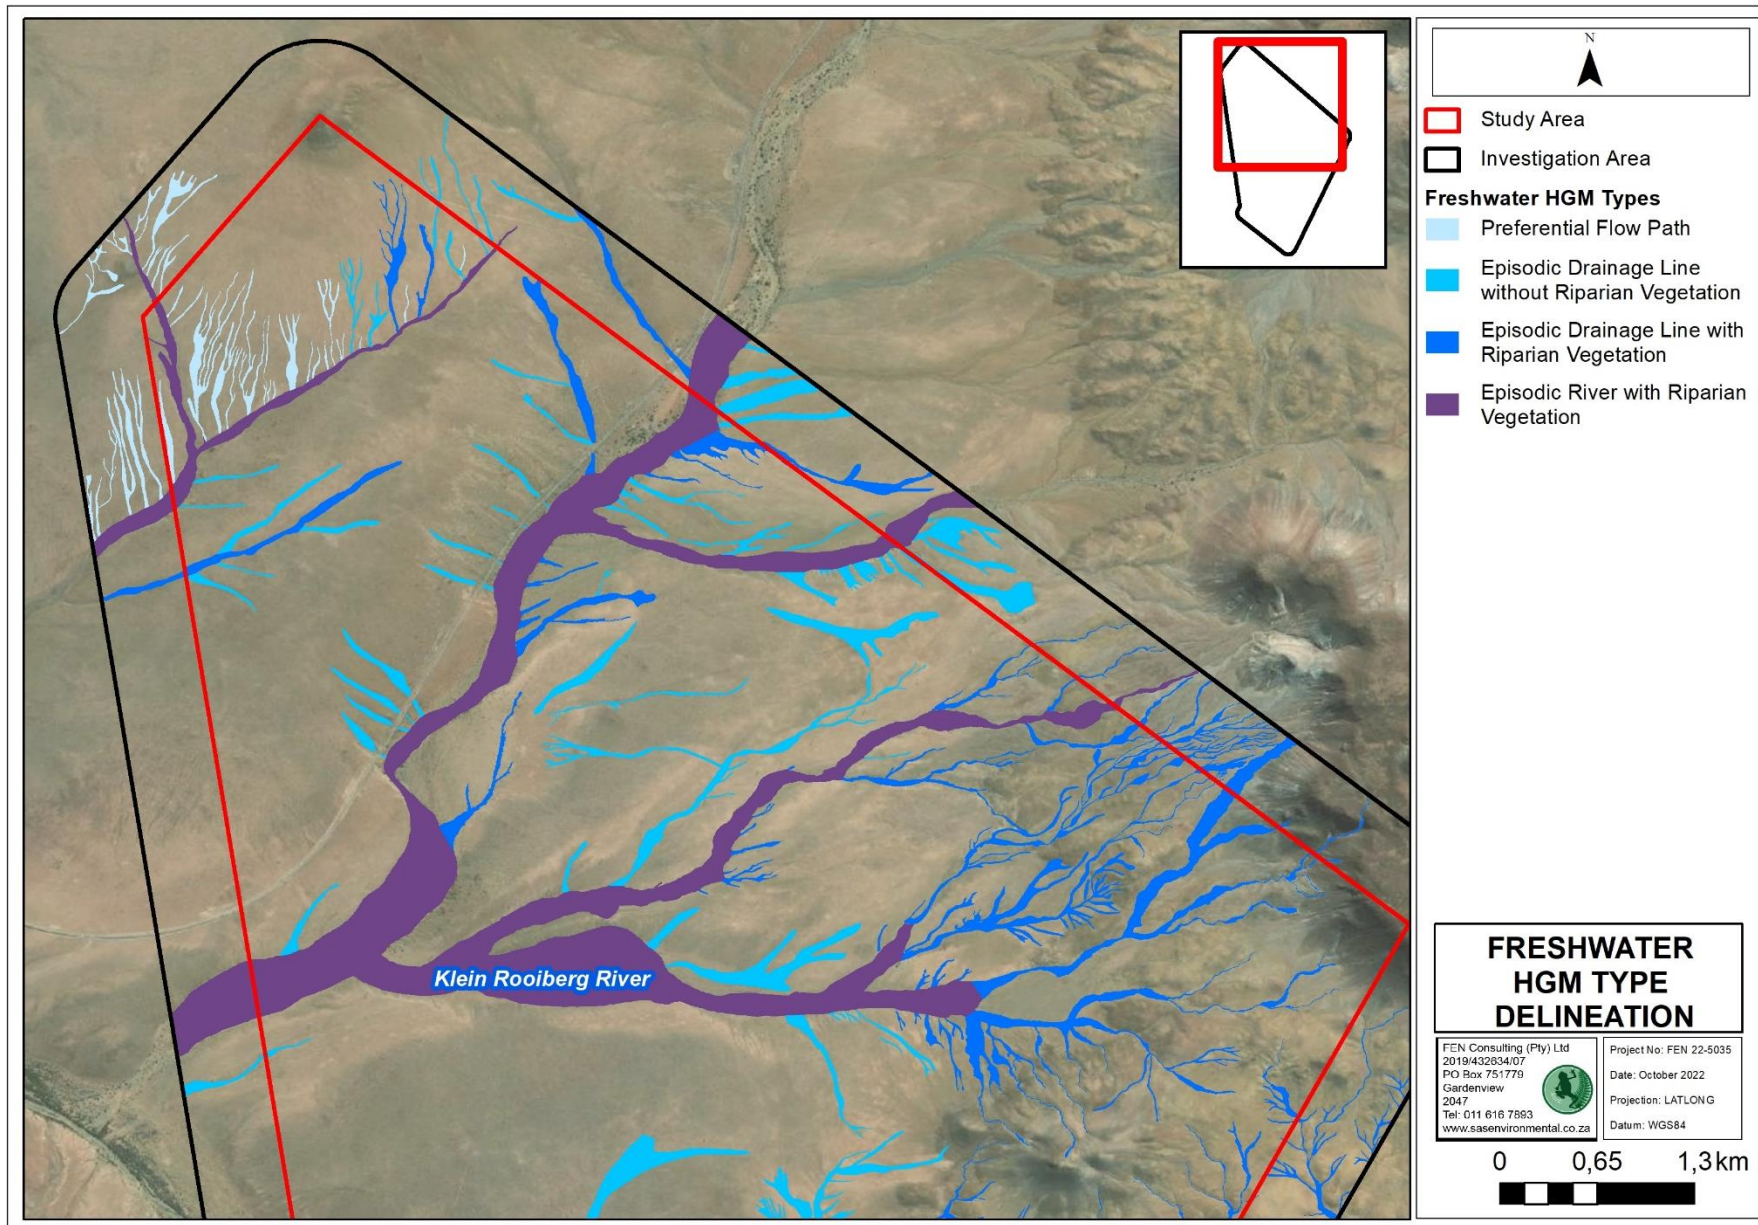 N
Study Area
Investigation Area
Freshwater HGM Types
Preferential Flow Path
Episodic Drainage Line
without Riparian Vegetation
Episodic Drainage Line with
Riparian Vegetation
Episodic River with Riparian
Vegetation
Klein Rooiberg River
FRESHWATER
HGM TYPE
DELINEATION
FEN Consulting (Pty) Ltd
2019/432634/07
PO Box 751779
Gardenview
2047
Tel: 011 616 7893
www.sasenvironmental.co.za
Project No: FEN 22-5035
Date: October 2022
Projection: LATLONG
Datum: WGS84
0 0,65 1,3 km